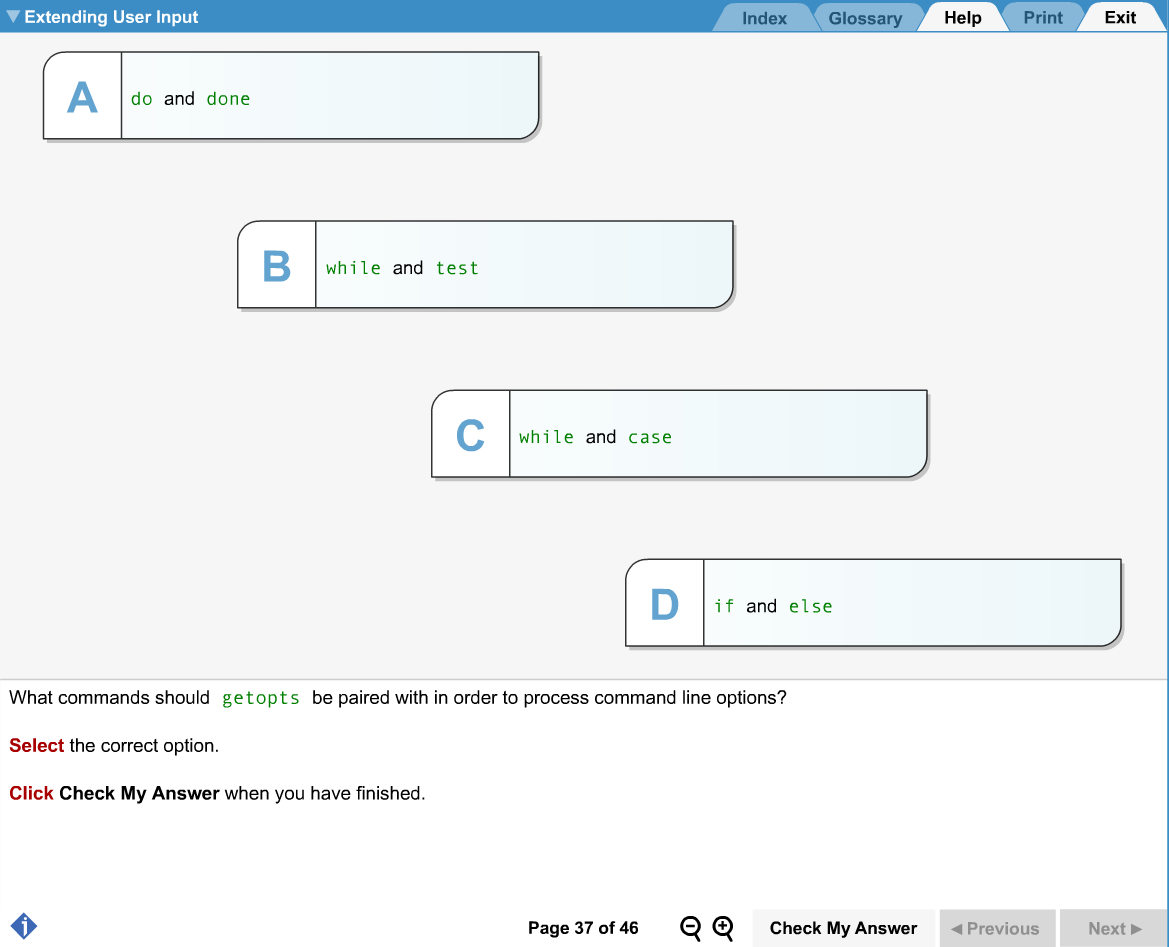 Extending User Input
Index
Glossary
Help
Print
Exit
A
do and done
B
while and test
C
while and case
D
if and else
What commands should getopts be paired with in order to process command line options?
Select the correct option.
Click Check My Answer when you have finished.
i
Page 37 of 46
Check My Answer
Previous
Next